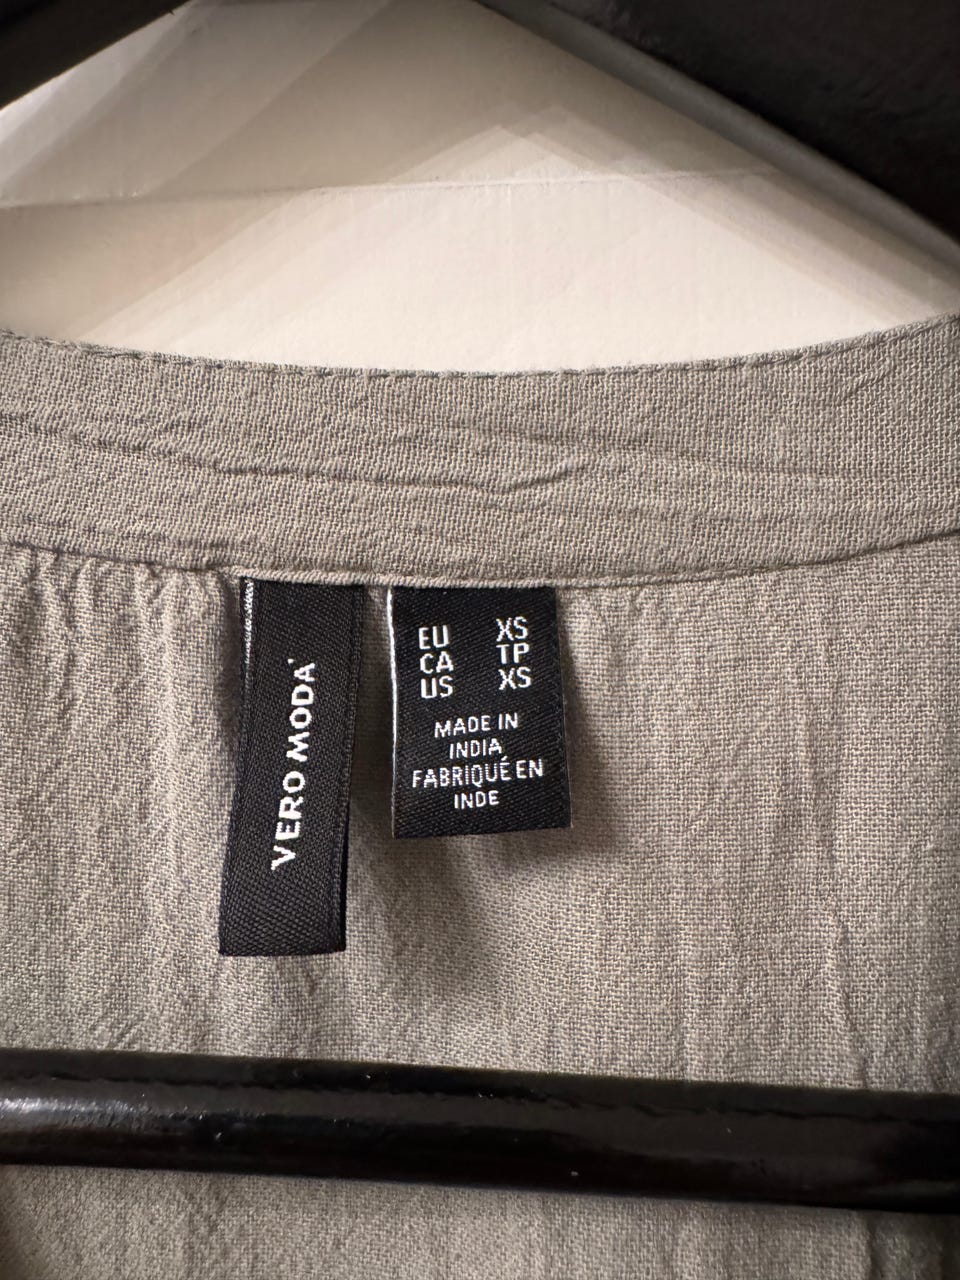 VERO MODA
EU XS
CA TP
US XS
MADE IN
INDIA
FABRIQUÉ EN
INDE